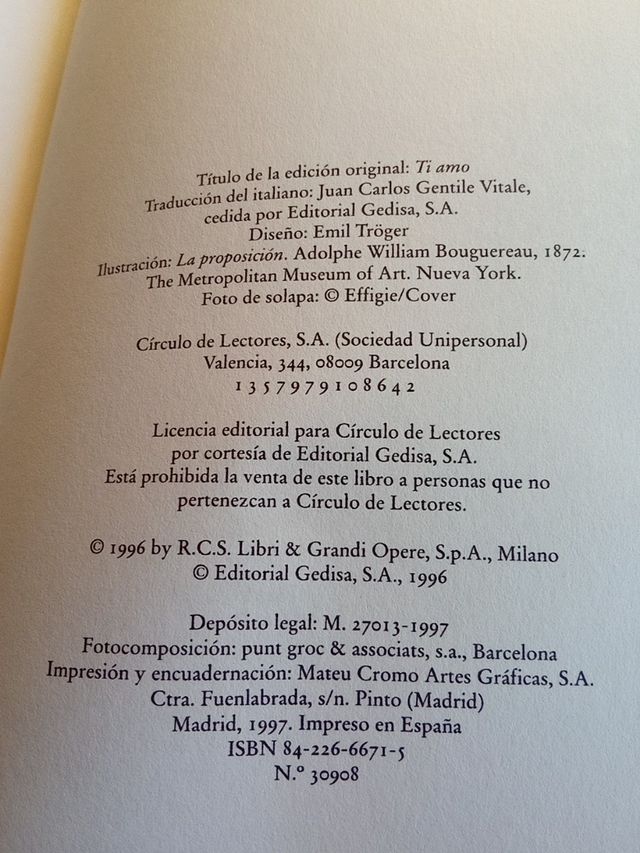 Título de la edición original: Ti amo
Traducción del italiano: Juan Carlos Gentile Vitale,
cedida por Editorial Gedisa, S.A.
Diseño: Emil Tröger
Ilustración: La proposición. Adolphe William Bouguereau, 1872.
The Metropolitan Museum of Art. Nueva York.
Foto de solapa: © Effigie/Cover
Círculo de Lectores, S.A. (Sociedad Unipersonal)
Valencia, 344, 08009 Barcelona
1 3 5 7 9 7 9 1 0 8 6 4 2
Licencia editorial para Círculo de Lectores
por cortesía de Editorial Gedisa, S.A.
Está prohibida la venta de este libro a personas que no
pertenezcan a Círculo de Lectores.
© 1996 by R.C.S. Libri & Grandi Opere, S.p.A., Milano
© Editorial Gedisa, S.A., 1996
Depósito legal: M. 27013-1997
Fotocomposición: punt groc & associats, s.a., Barcelona
Impresión y encuadernación: Mateu Cromo Artes Gráficas, S.A.
Ctra. Fuenlabrada, s/n. Pinto (Madrid)
Madrid, 1997. Impreso en España
ISBN 84-226-6671-5
N.º 30908